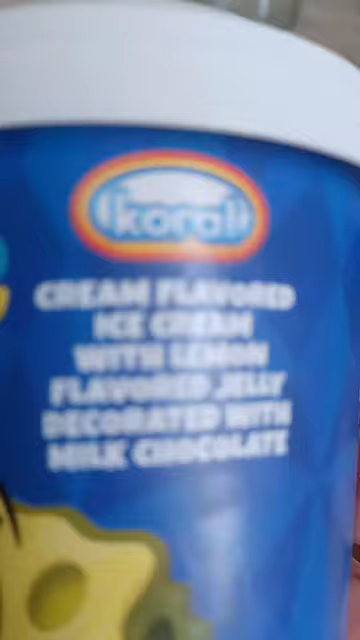 koral
CREAM FLAVORED
ICE CREAM
WITH LEMON
FLAVORED JELLY
DECORATED WITH
MILK CHOCOLATE